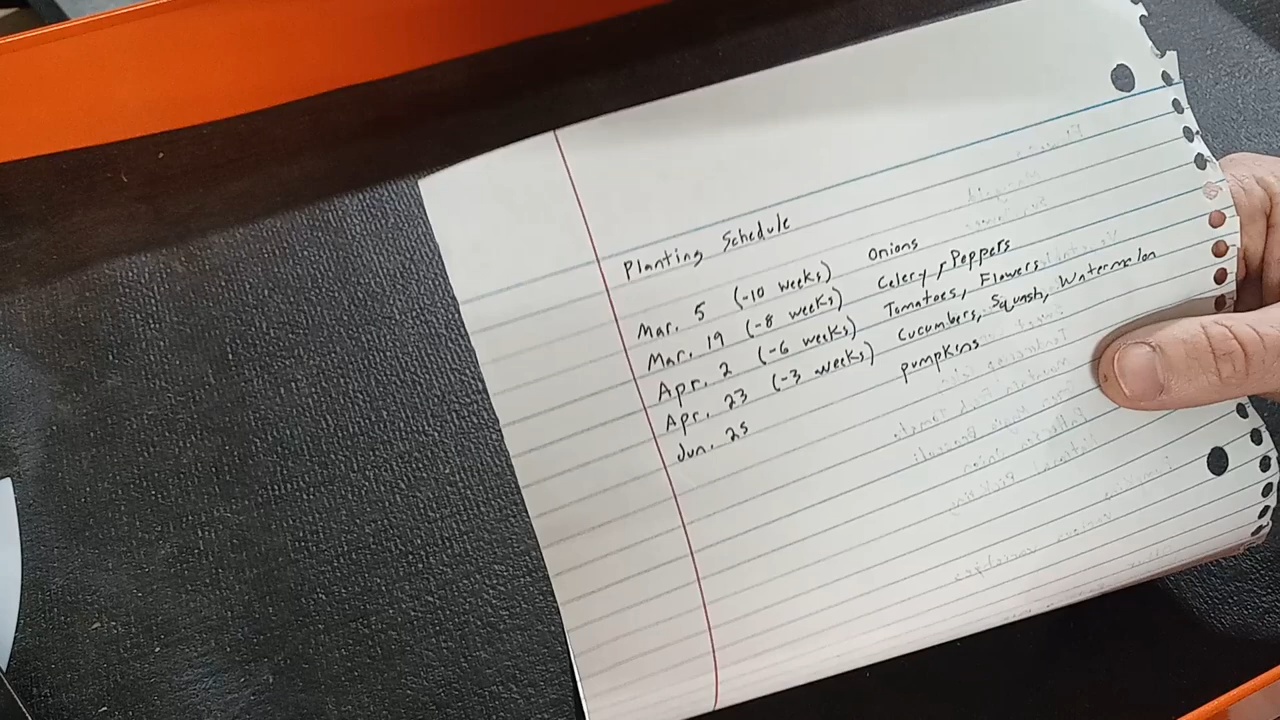 Planting Schedule
Mar. 5 (-10 weeks) Onions
Mar. 19 (-8 weeks) Celery, Peppers
Apr. 2 (-6 weeks) Tomatoes, Flowers
Apr. 23 (-3 weeks) Cucumbers, Squash, Watermelon
Jun. 25 pumpkins